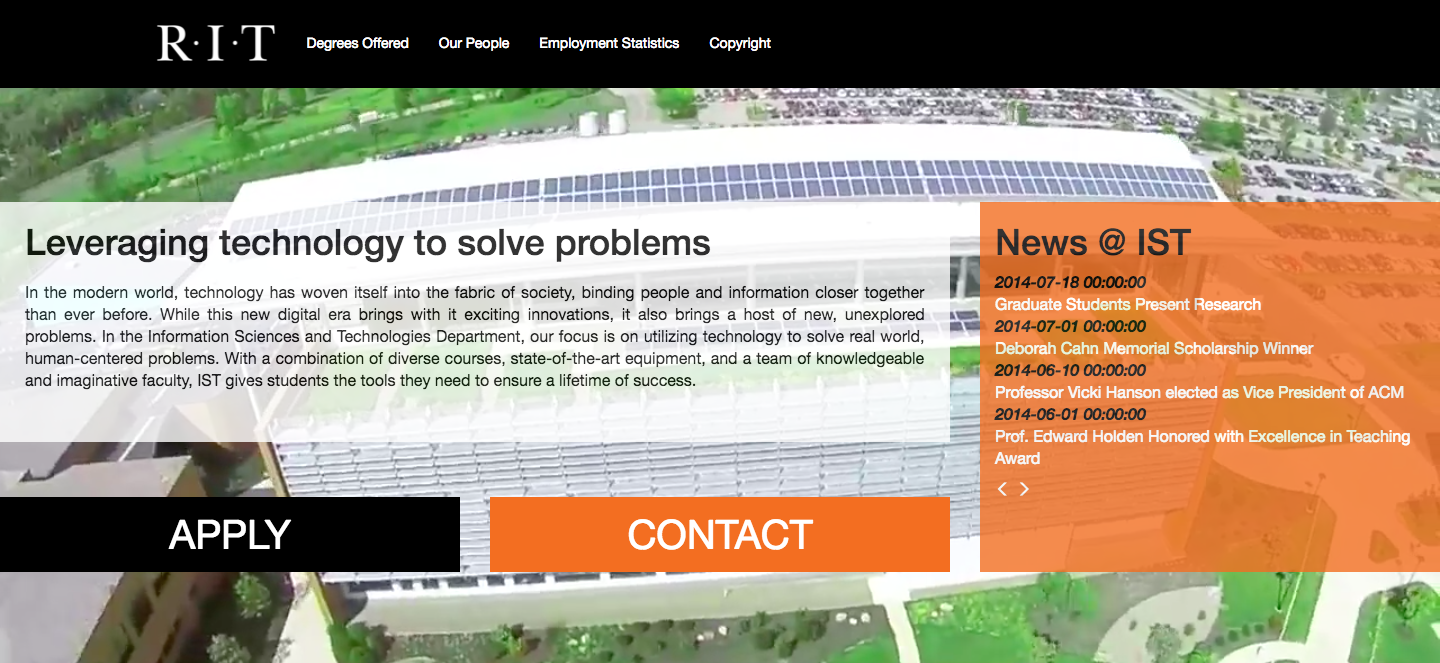 R·I·T
Degrees Offered
Our People
Employment Statistics
Copyright
Leveraging technology to solve problems
In the modern world, technology has woven itself into the fabric of society, binding people and information closer together
than ever before. While this new digital era brings with it exciting innovations, it also brings a host of new, unexplored
problems. In the Information Sciences and Technologies Department, our focus is on utilizing technology to solve real world,
human-centered problems. With a combination of diverse courses, state-of-the-art equipment, and a team of knowledgeable
and imaginative faculty, IST gives students the tools they need to ensure a lifetime of success.
APPLY
CONTACT
News @ IST
2014-07-18 00:00:00
Graduate Students Present Research
2014-07-01 00:00:00
Deborah Cahn Memorial Scholarship Winner
2014-06-10 00:00:00
Professor Vicki Hanson elected as Vice President of ACM
2014-06-01 00:00:00
Prof. Edward Holden Honored with Excellence in Teaching
Award